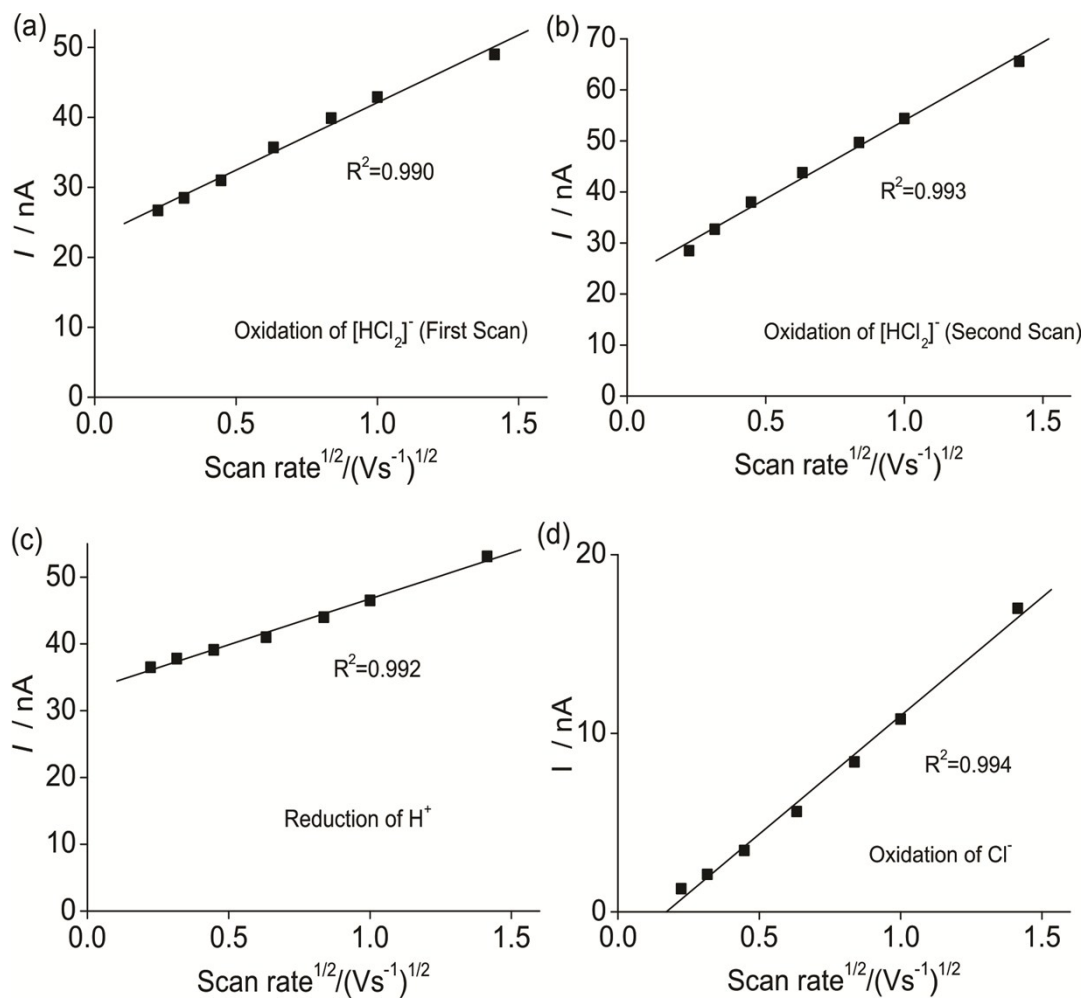 (a)
50
40
30
20
10
0
I / nA
R²=0.990
Oxidation of [HCl₂]⁻ (First Scan)
0.0 0.5 1.0 1.5
Scan rate^1/2/(Vs⁻¹)^1/2
(b)
70
60
50
40
30
20
10
0
I / nA
R²=0.993
Oxidation of [HCl₂]⁻ (Second Scan)
0.0 0.5 1.0 1.5
Scan rate^1/2/(Vs⁻¹)^1/2
(c)
50
40
30
20
10
0
I / nA
R²=0.992
Reduction of H⁺
0.0 0.5 1.0 1.5
Scan rate^1/2/(Vs⁻¹)^1/2
(d)
20
10
0
I / nA
R²=0.994
Oxidation of Cl⁻
0.0 0.5 1.0 1.5
Scan rate^1/2/(Vs⁻¹)^1/2